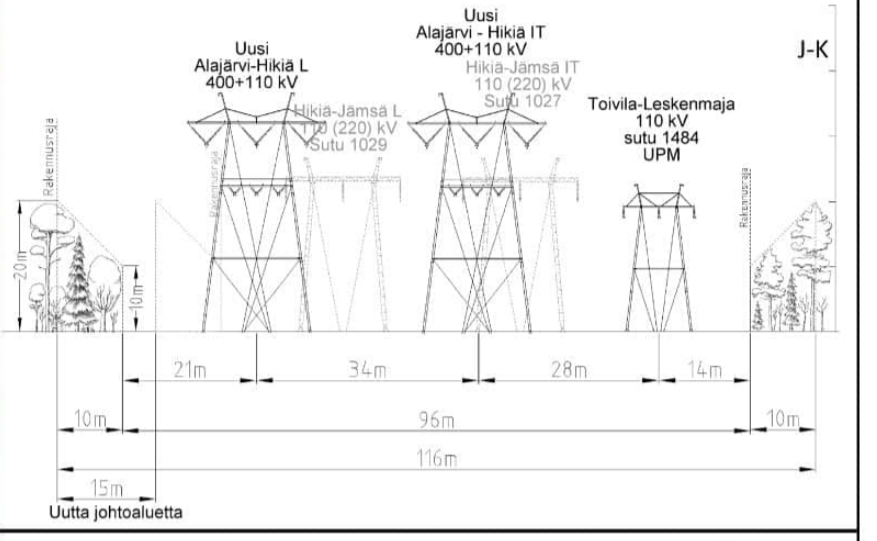 Uusi
Alajärvi - Hikiä IT
400+110 kV
J-K
Uusi
Alajärvi-Hikiä L
400+110 kV
Hikiä-Jämsä IT
110 (220) kV
Sutu 1027
Hikiä-Jämsä L
110 (220) kV
Sutu 1029
Toivila-Leskenmaja
110 kV
sutu 1484
UPM
Rakennusraja
Rakennusraja
Rakennusraja
20m
10m
21m
34m
28m
14m
10m
96m
10m
116m
15m
Uutta johtoaluetta